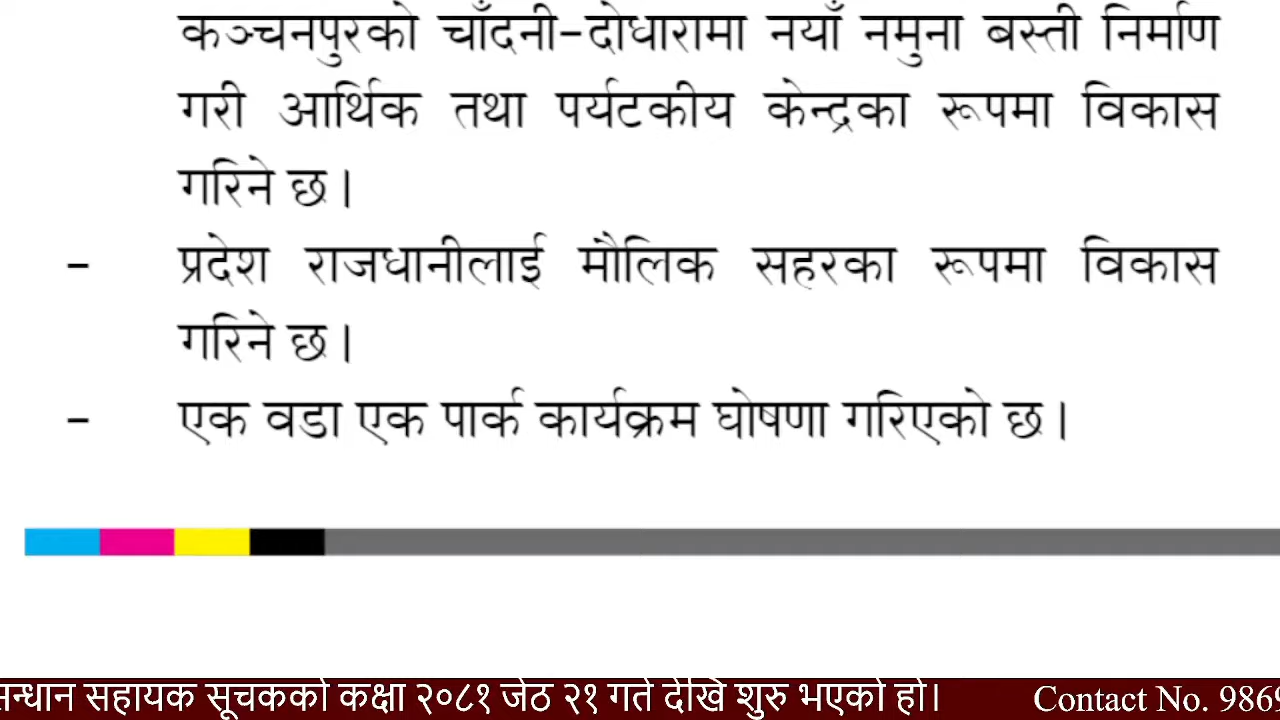 कञ्चनपुरको चाँदनी-दोधारामा नयाँ नमुना बस्ती निर्माण
गरी आर्थिक तथा पर्यटकीय केन्द्रका रूपमा विकास
गरिने छ।
- प्रदेश राजधानीलाई मौलिक सहरका रूपमा विकास
गरिने छ।
- एक वडा एक पार्क कार्यक्रम घोषणा गरिएको छ।
सहायक सूचकको कक्षा २०८१ जेठ २१ गते देखि शुरु भएको हो। Contact No.